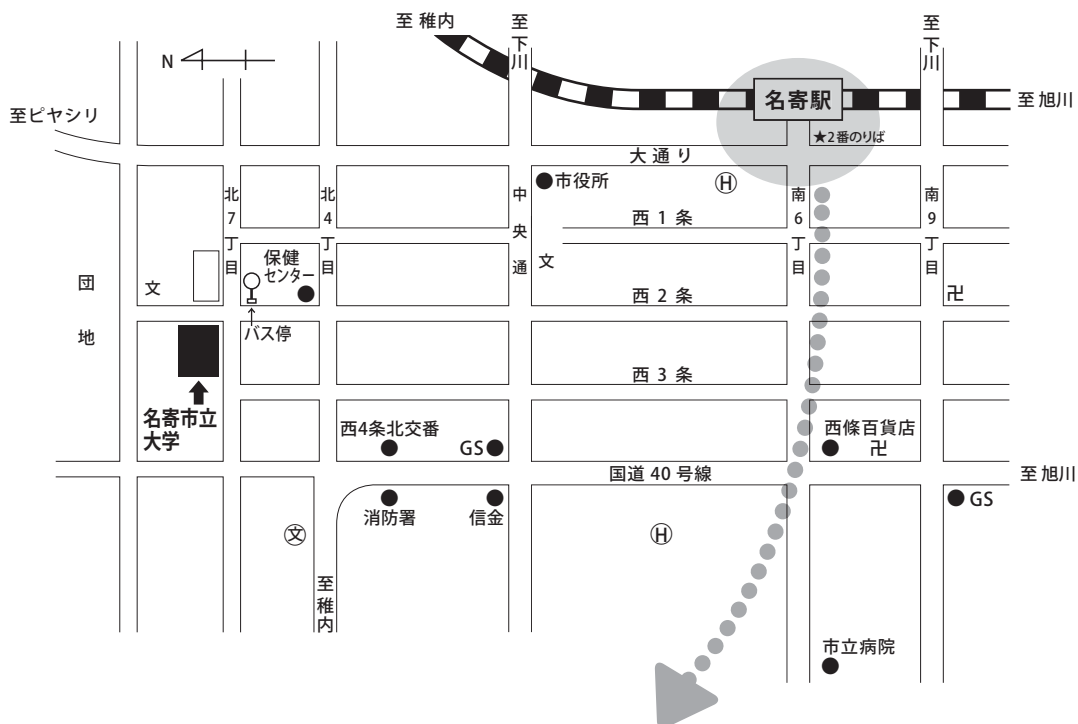 至 稚内
至下川
至下川
N
至ピヤシリ
名寄駅
至 旭川
★2番のりば
大 通 り
市役所
H
北7丁目
北4丁目
中央通
南6丁目
南9丁目
西 1 条
保健
センター
文
文
団地
西 2 条
卍
バス停
西 3 条
名寄市立
大学
西4条北交番
GS
西條百貨店
卍
国道 40 号線
至 旭川
消防署
信金
GS
文
H
至稚内
市立病院